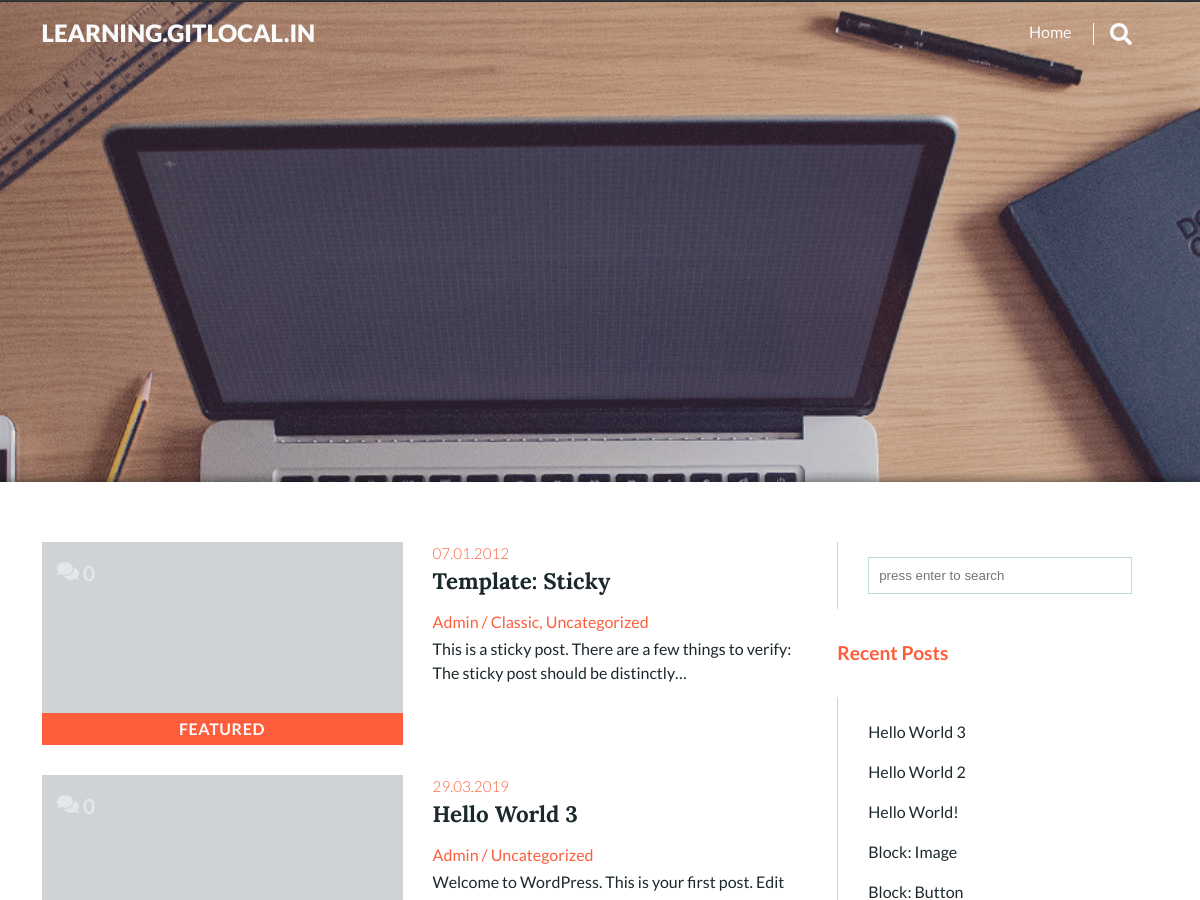 LEARNING.GITLOCAL.IN
Home
0
FEATURED
07.01.2012
Template: Sticky
Admin / Classic, Uncategorized
This is a sticky post. There are a few things to verify:
The sticky post should be distinctly…
0
29.03.2019
Hello World 3
Admin / Uncategorized
Welcome to WordPress. This is your first post. Edit
press enter to search
Recent Posts
Hello World 3
Hello World 2
Hello World!
Block: Image
Block: Button